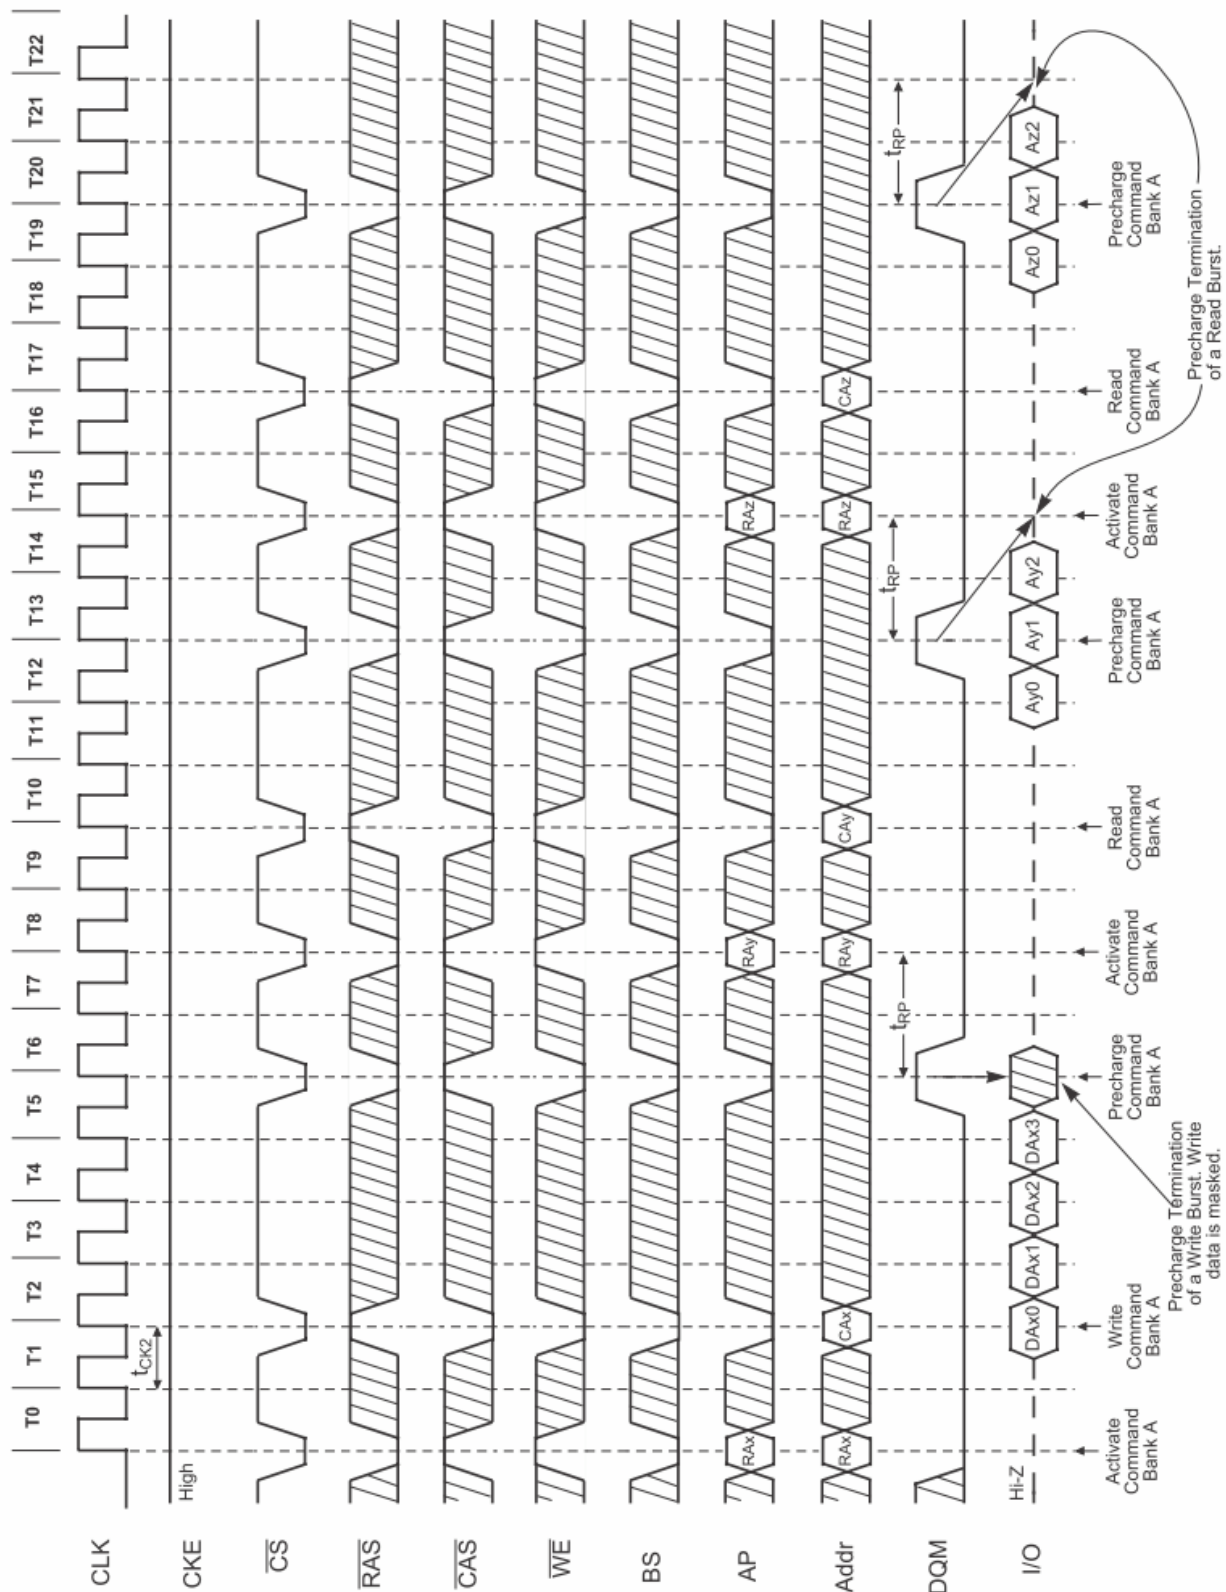 T0 T1 T2 T3 T4 T5 T6 T7 T8 T9 T10 T11 T12 T13 T14 T15 T16 T17 T18 T19 T20 T21 T22
CLK
tCK2
CKE
High
CS
RAS
CAS
WE
BS
AP
RAx RAy RAz
Addr
RAx CAx RAy CAy RAz CAz
tRP tRP tRP
DQM
I/O
Hi-Z
DAx0 DAx1 DAx2 DAx3 Ay0 Ay1 Ay2 Az0 Az1 Az2
Activate
Command
Bank A
Write
Command
Bank A
Precharge
Command
Bank A
Activate
Command
Bank A
Read
Command
Bank A
Precharge
Command
Bank A
Activate
Command
Bank A
Read
Command
Bank A
Precharge
Command
Bank A
Precharge Termination
of a Write Burst. Write
data is masked.
Precharge Termination
of a Read Burst.